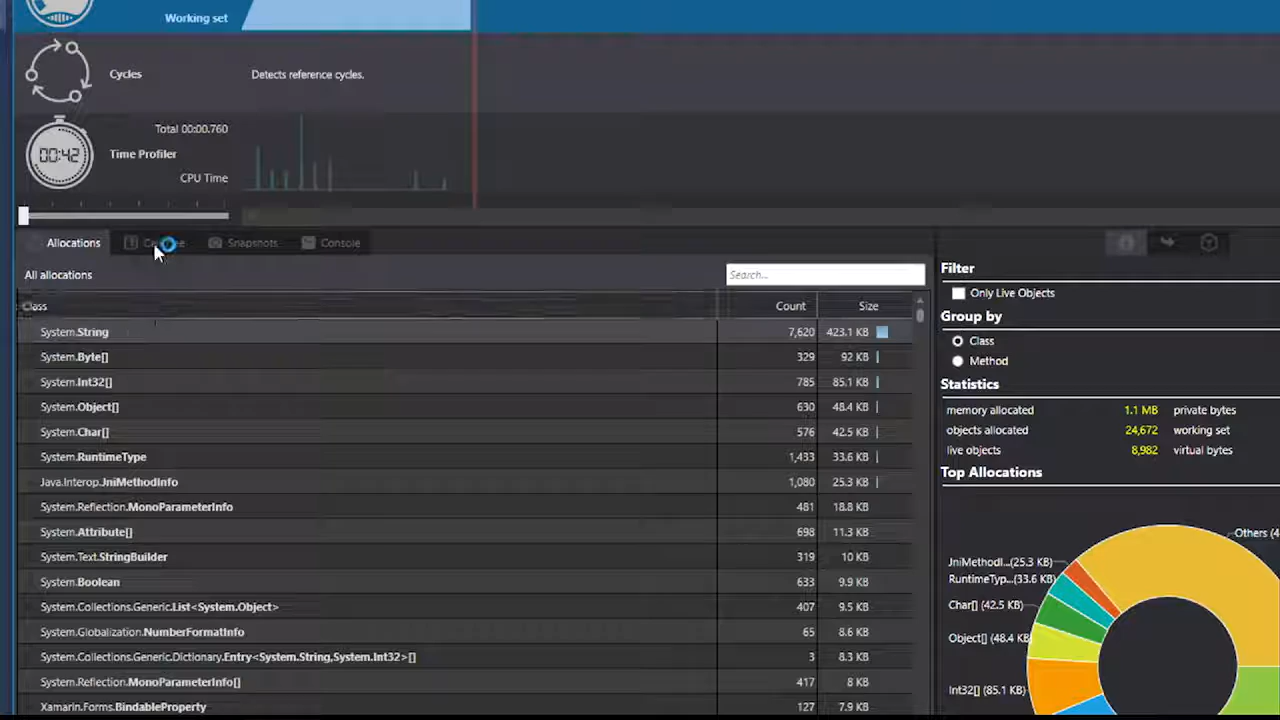 Working set
Cycles
Detects reference cycles.
Total 00:00.760
00:42
Time Profiler
CPU Time
Allocations
Snapshots
Console
All allocations
Search...
Class Count Size
System.String 7,620 423.1 KB
System.Byte[] 329 92 KB
System.Int32[] 785 85.1 KB
System.Object[] 630 48.4 KB
System.Char[] 576 42.5 KB
System.RuntimeType 1,433 33.6 KB
Java.Interop.JniMethodInfo 1,080 25.3 KB
System.Reflection.MonoParameterInfo 481 18.8 KB
System.Attribute[] 698 11.3 KB
System.Text.StringBuilder 319 10 KB
System.Boolean 633 9.9 KB
System.Collections.Generic.List<System.Object> 407 9.5 KB
System.Globalization.NumberFormatInfo 65 8.6 KB
System.Collections.Generic.Dictionary.Entry<System.String,System.Int32>[] 3 8.3 KB
System.Reflection.MonoParameterInfo[] 417 8 KB
Xamarin.Forms.BindableProperty 127 7.9 KB
Filter
Only Live Objects
Group by
Class
Method
Statistics
memory allocated 1.1 MB private bytes
objects allocated 24,672 working set
live objects 8,982 virtual bytes
Top Allocations
Others (4
JniMethodI...(25.3 KB)
RuntimeTyp...(33.6 KB)
Char[] (42.5 KB)
Object[] (48.4 KB)
Int32[] (85.1 KB)